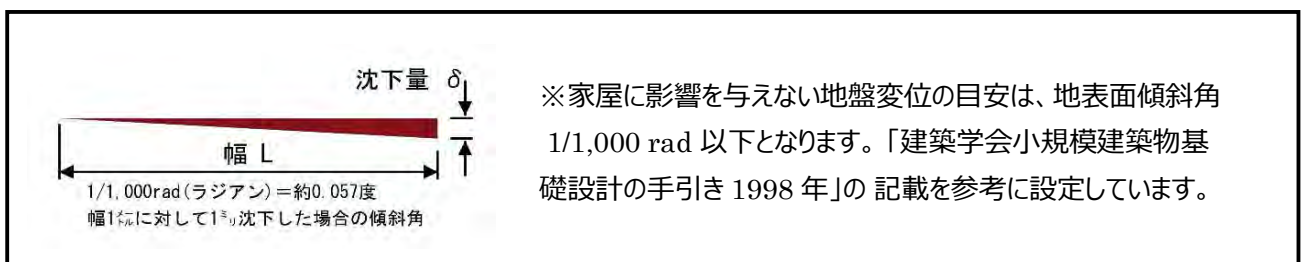 沈下量 δ
幅 L
1/1,000rad(ラジアン)=約0.057度
幅1㍍に対して1㍉沈下した場合の傾斜角
※家屋に影響を与えない地盤変位の目安は、地表面傾斜角
1/1,000 rad 以下となります。「建築学会小規模建築物基
礎設計の手引き 1998 年」の 記載を参考に設定しています。